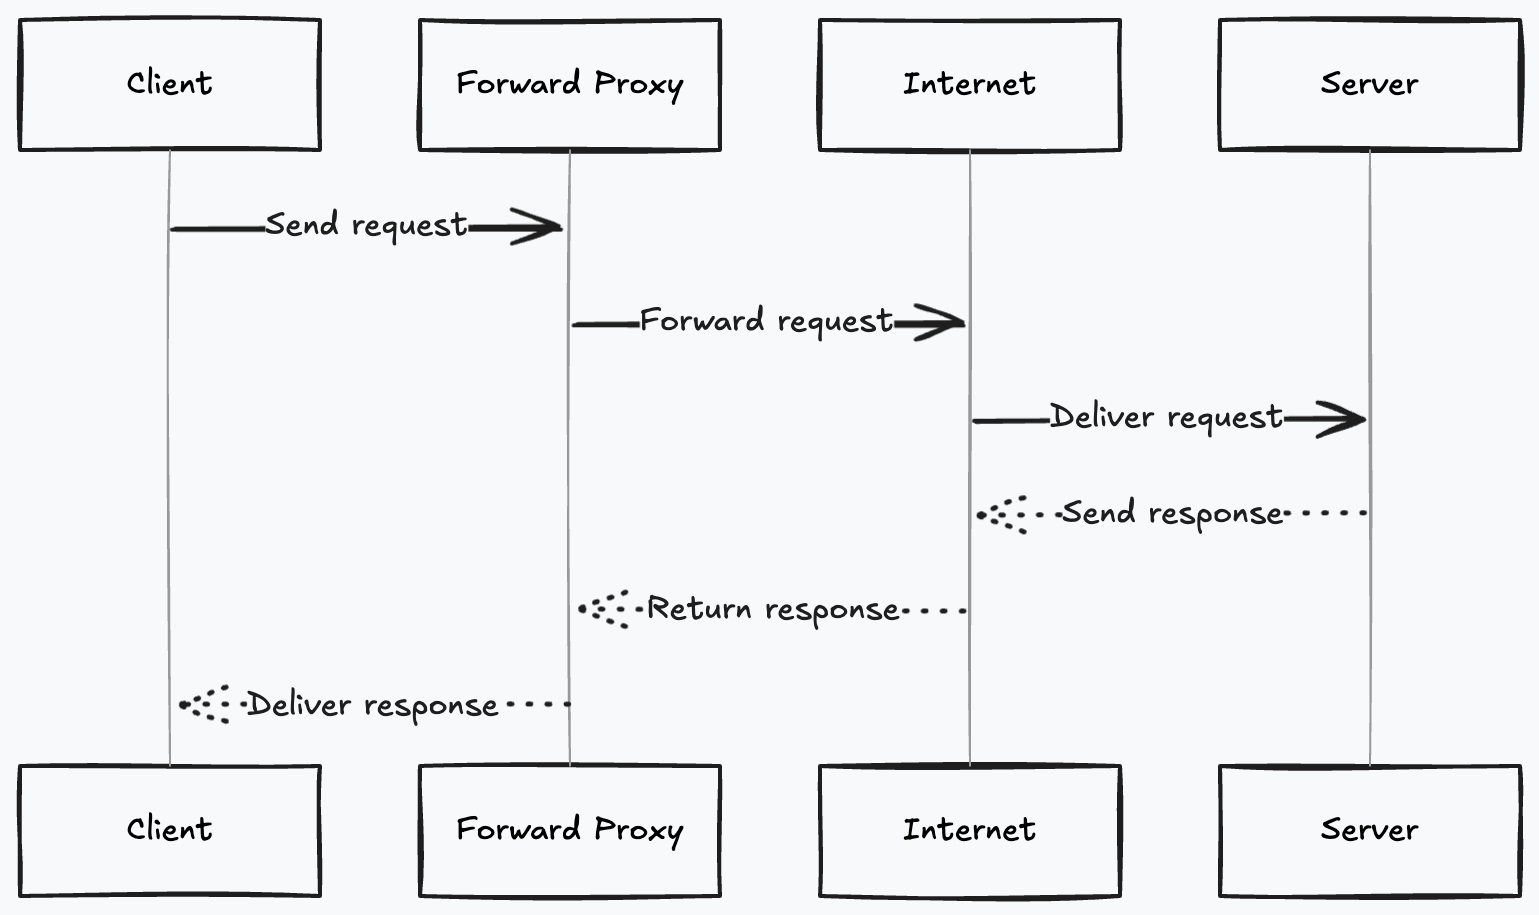 Client
Forward Proxy
Internet
Server
Send request
Forward request
Deliver request
Send response
Return response
Deliver response
Client
Forward Proxy
Internet
Server